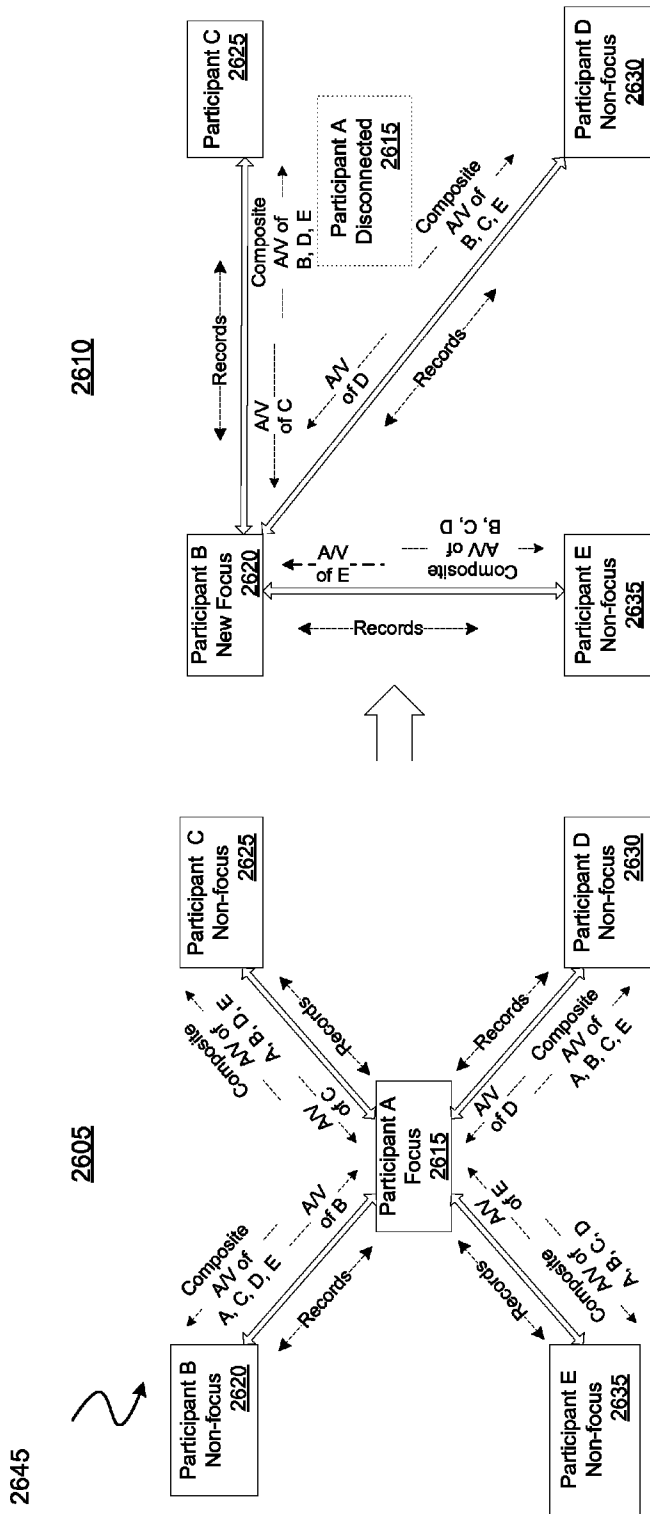 2645
2605
Participant B
Non-focus
2620
Composite
A/V of
A, C, D, E
A/V
of B
Records
Participant C
Non-focus
2625
Composite
A/V of
A, B, D, E
A/V
of C
Records
Participant A
Focus
2615
Participant E
Non-focus
2635
Records
A/V
of E
Composite
A/V of
A, B, C, D
Participant D
Non-focus
2630
A/V
of D
Composite
A/V of
A, B, C, E
Records
2610
Participant B
New Focus
2620
Records
A/V
of C
Composite
A/V of
B, D, E
Participant C
2625
Participant A
Disconnected
2615
A/V
of D
Composite
A/V of
B, C, E
Records
A/V
of E
Composite
A/V of
B, C, D
Records
Participant E
Non-focus
2635
Participant D
Non-focus
2630